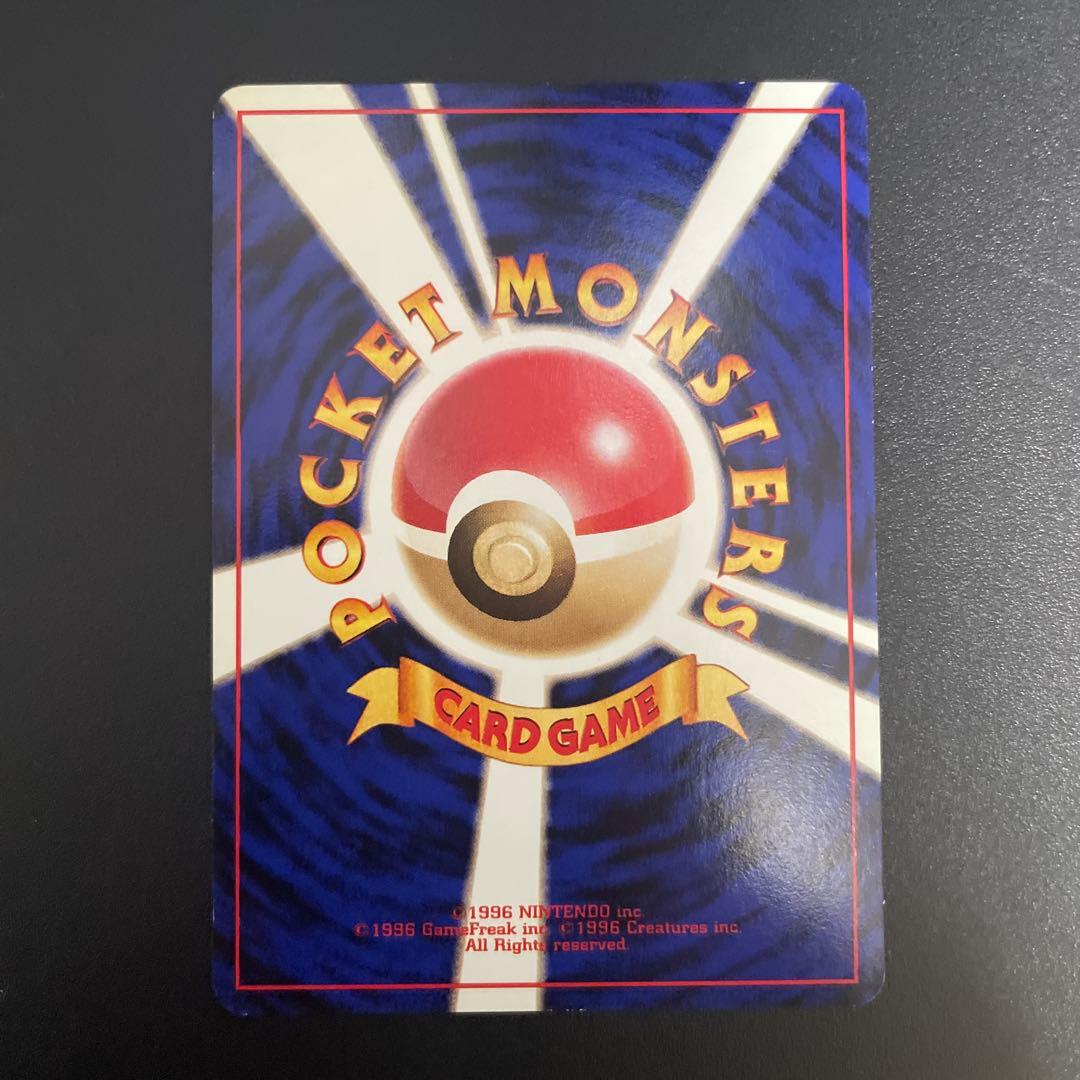 POCKET MONSTERS
CARD GAME
©1996 NINTENDO inc.
©1996 GameFreak inc. ©1996 Creatures inc.
All Rights reserved.